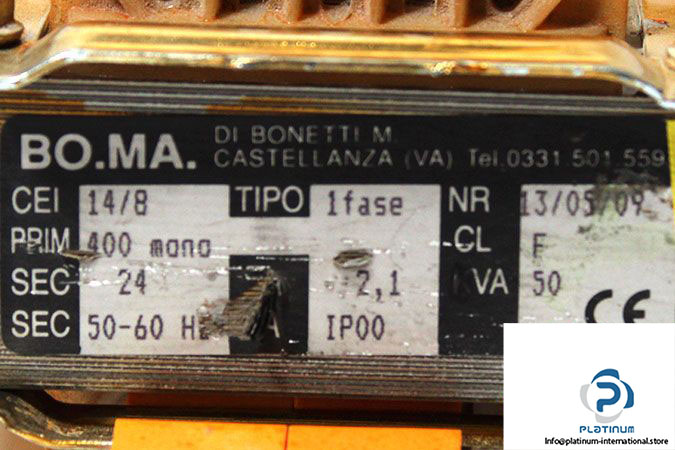 BO.MA. DI BONETTI M.
CASTELLANZA (VA) Tel.0331.501.559
CEI 14/8 TIPO 1fase NR 13/05/09
PRIM 400 mono CL F
SEC 24 2,1 KVA 50
SEC 50-60 Hz A IP00 CE
PLATINUM
Info@platinum-international.store